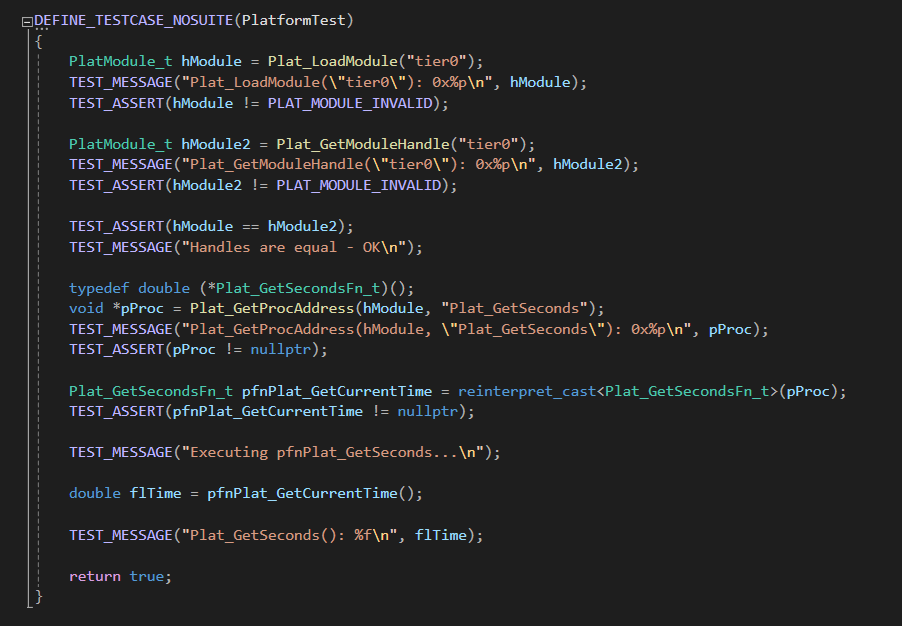 DEFINE_TESTCASE_NOSUITE(PlatformTest)
{
    PlatModule_t hModule = Plat_LoadModule("tier0");
    TEST_MESSAGE("Plat_LoadModule(\"tier0\"): 0x%p\n", hModule);
    TEST_ASSERT(hModule != PLAT_MODULE_INVALID);

    PlatModule_t hModule2 = Plat_GetModuleHandle("tier0");
    TEST_MESSAGE("Plat_GetModuleHandle(\"tier0\"): 0x%p\n", hModule2);
    TEST_ASSERT(hModule2 != PLAT_MODULE_INVALID);

    TEST_ASSERT(hModule == hModule2);
    TEST_MESSAGE("Handles are equal - OK\n");

    typedef double (*Plat_GetSecondsFn_t)();
    void *pProc = Plat_GetProcAddress(hModule, "Plat_GetSeconds");
    TEST_MESSAGE("Plat_GetProcAddress(hModule, \"Plat_GetSeconds\"): 0x%p\n", pProc);
    TEST_ASSERT(pProc != nullptr);

    Plat_GetSecondsFn_t pfnPlat_GetCurrentTime = reinterpret_cast<Plat_GetSecondsFn_t>(pProc);
    TEST_ASSERT(pfnPlat_GetCurrentTime != nullptr);

    TEST_MESSAGE("Executing pfnPlat_GetSeconds...\n");

    double flTime = pfnPlat_GetCurrentTime();

    TEST_MESSAGE("Plat_GetSeconds(): %f\n", flTime);

    return true;
}